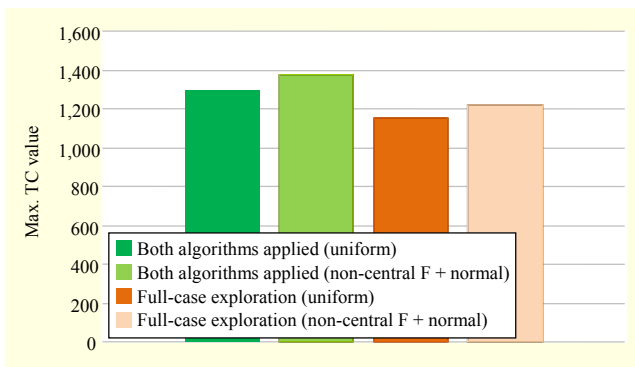 1,600
1,400
1,200
1,000
800
600
400
200
0
Max. TC value
Both algorithms applied (uniform)
Both algorithms applied (non-central F + normal)
Full-case exploration (uniform)
Full-case exploration (non-central F + normal)